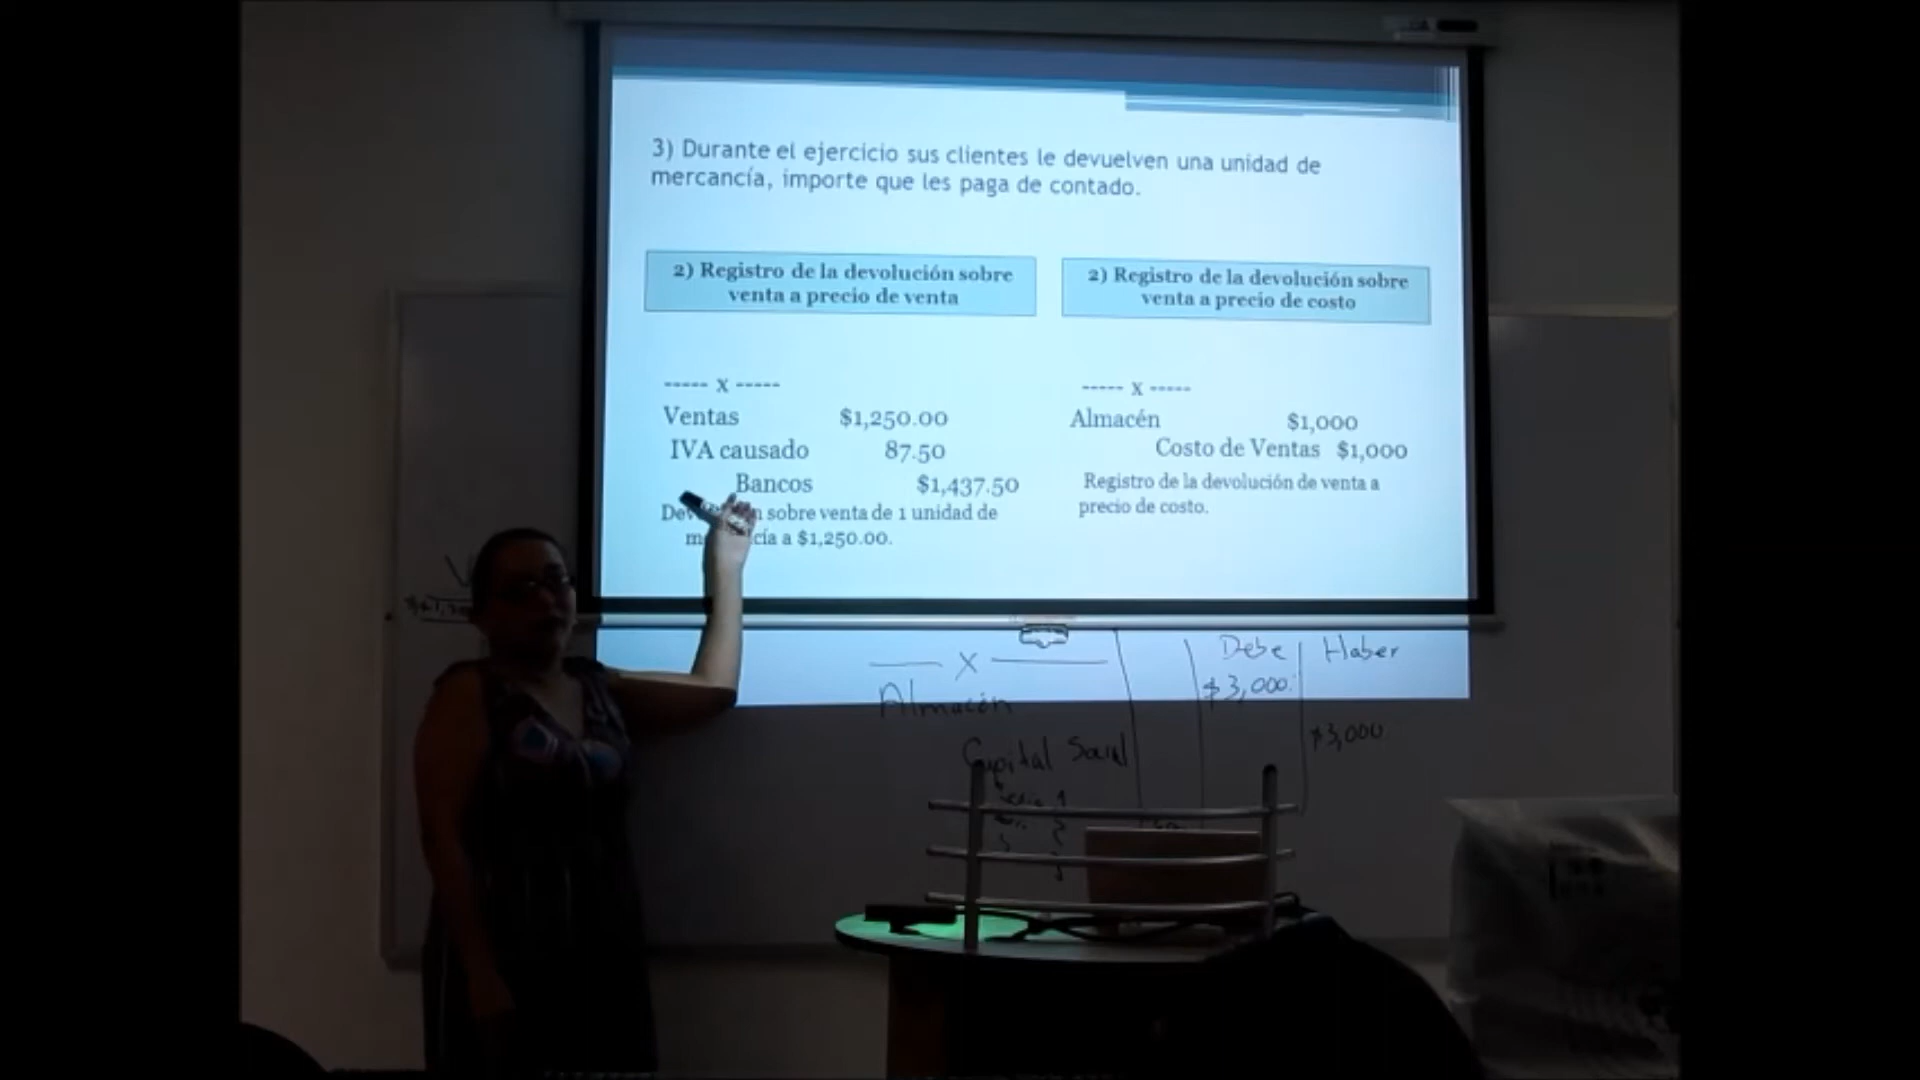 3) Durante el ejercicio sus clientes le devuelven una unidad de
mercancía, importe que les paga de contado.
2) Registro de la devolución sobre
venta a precio de venta
----- x -----
Ventas $1,250.00
IVA causado 87.50
Bancos $1,437.50
sobre venta de 1 unidad de
a $1,250.00.
2) Registro de la devolución sobre
venta a precio de costo
----- x -----
Almacén $1,000
Costo de Ventas $1,000
Registro de la devolución de venta a
precio de costo.
Debe Haber
x
Almacén $3,000
Capital $3,000